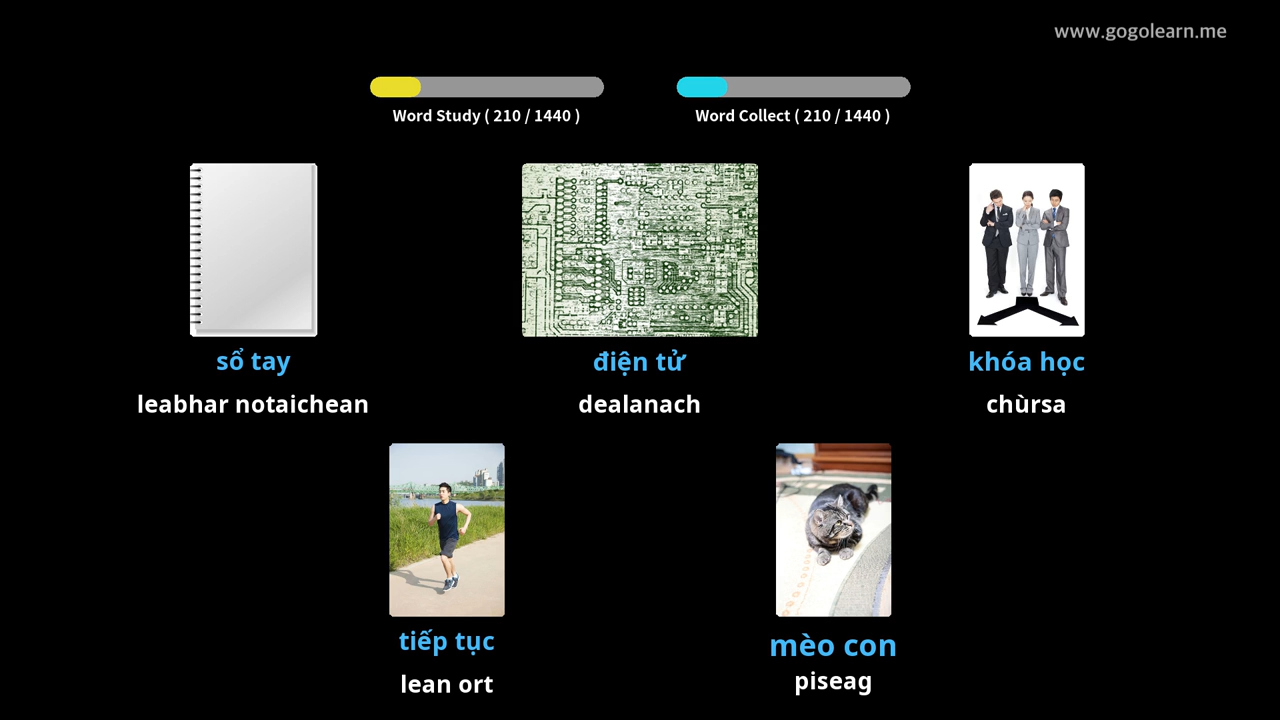 www.gogolearn.me
Word Study ( 210 / 1440 )
Word Collect ( 210 / 1440 )
sổ tay
leabhar notaichean
điện tử
dealanach
khóa học
chùrsa
tiếp tục
lean ort
mèo con
piseag